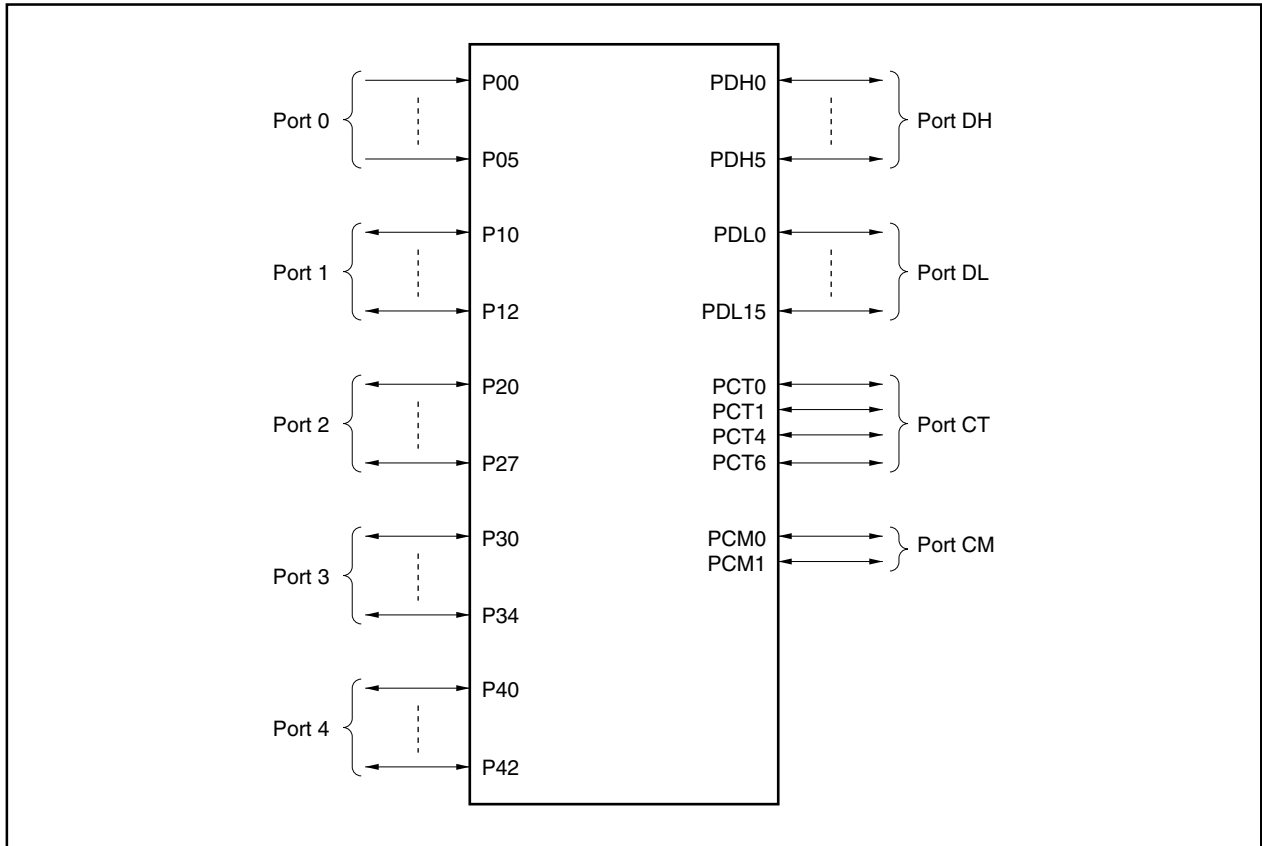 Port 0
P00
P05
Port 1
P10
P12
Port 2
P20
P27
Port 3
P30
P34
Port 4
P40
P42
PDH0
PDH5
Port DH
PDL0
PDL15
Port DL
PCT0
PCT1
PCT4
PCT6
Port CT
PCM0
PCM1
Port CM